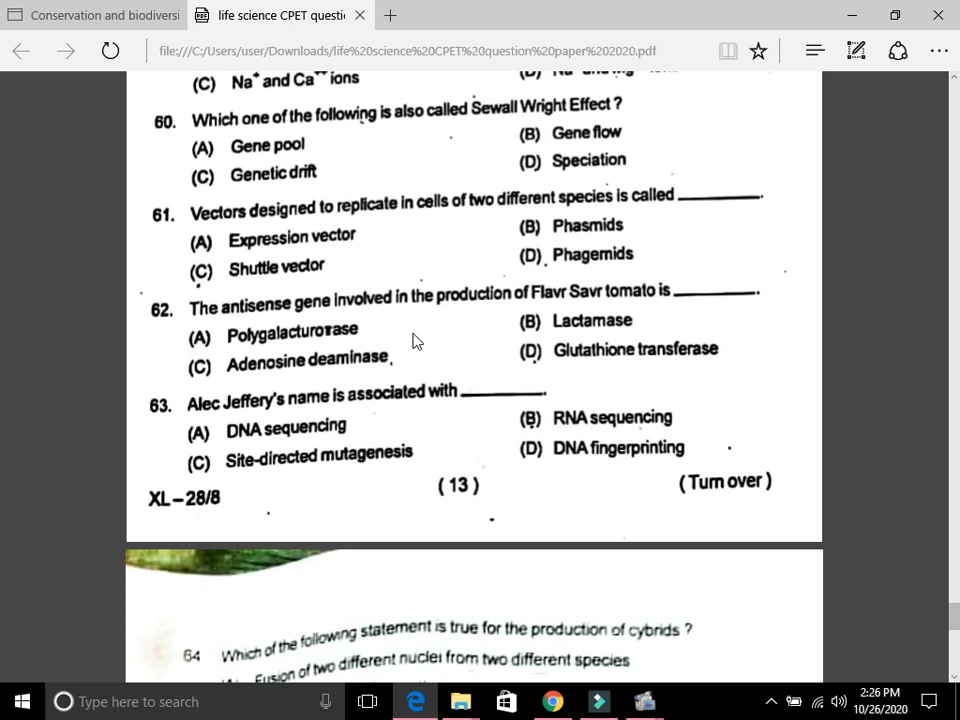 Conservation and biodiversi
life science CPET questi
file:///C:/Users/user/Downloads/life%20science%20CPET%20question%20paper%202020.pdf
(C) Na+ and Ca++ ions
60. Which one of the following is also called Sewall Wright Effect ?
(A) Gene pool (B) Gene flow
(C) Genetic drift (D) Speciation
61. Vectors designed to replicate in cells of two different species is called ________.
(A) Expression vector (B) Phasmids
(C) Shuttle vector (D) Phagemids
62. The antisense gene involved in the production of Flavr Savr tomato is ________.
(A) Polygalacturonase (B) Lactamase
(C) Adenosine deaminase (D) Glutathione transferase
63. Alec Jeffery's name is associated with ________.
(A) DNA sequencing (B) RNA sequencing
(C) Site-directed mutagenesis (D) DNA fingerprinting
XL–28/8 (13) (Turn over)
64 Which of the following statement is true for the production of cybrids ?
Fusion of two different nuclei from two different species
Type here to search
2:26 PM
10/26/2020